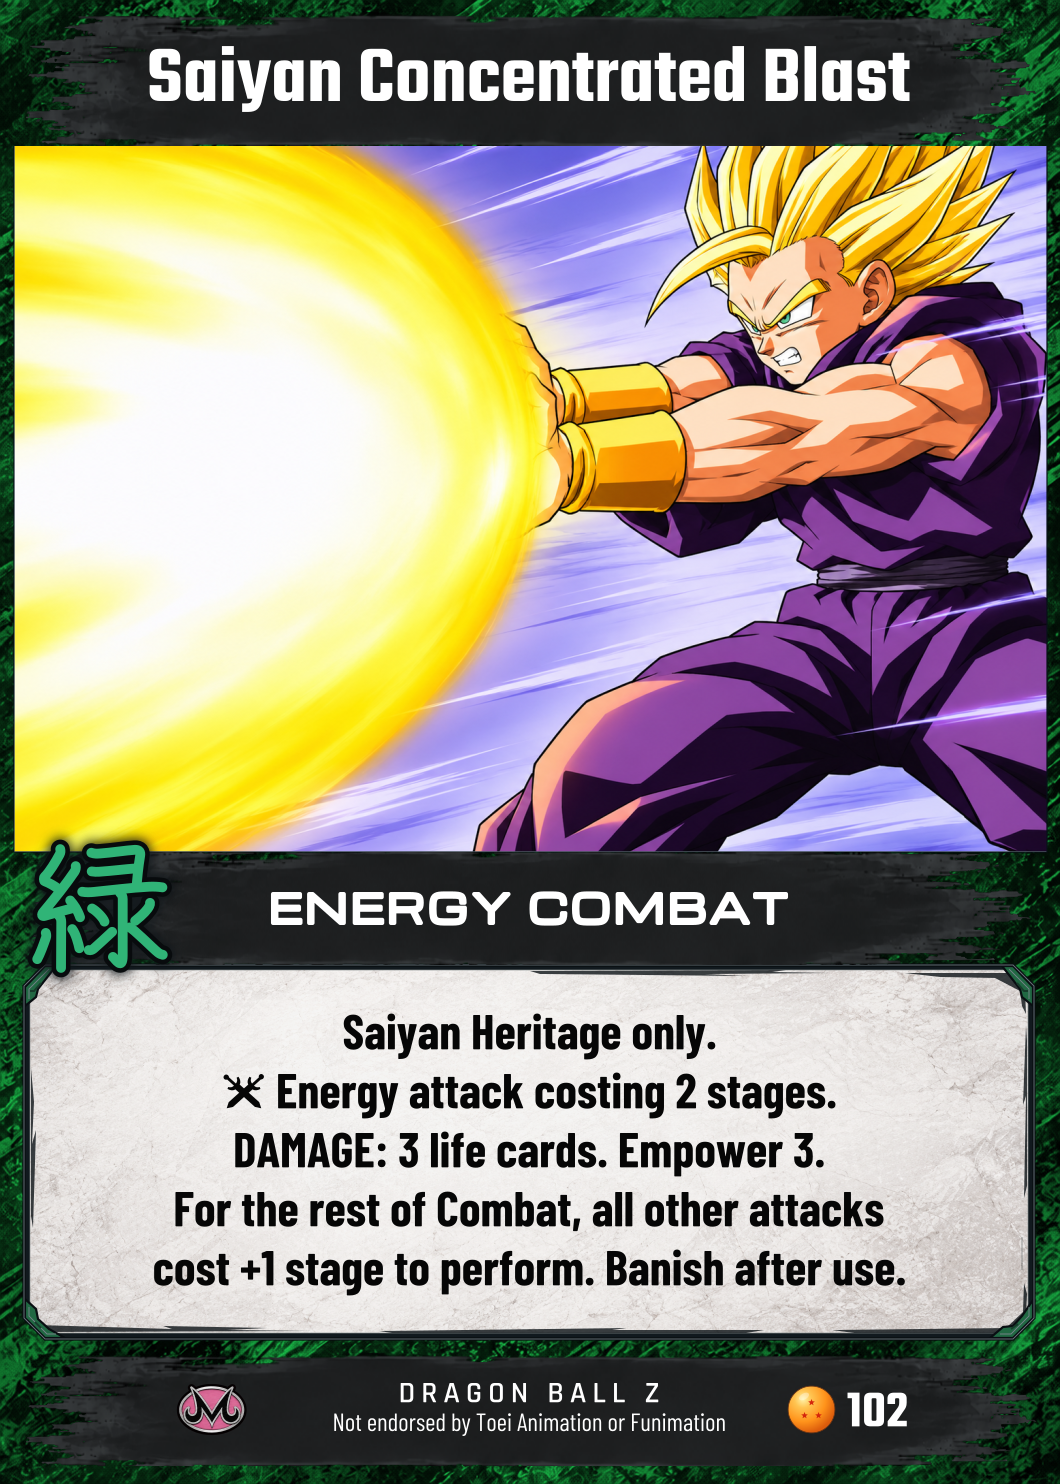 Saiyan Concentrated Blast
緑
ENERGY COMBAT
Saiyan Heritage only.
Energy attack costing 2 stages.
DAMAGE: 3 life cards. Empower 3.
For the rest of Combat, all other attacks
cost +1 stage to perform. Banish after use.
M
DRAGON BALL Z
Not endorsed by Toei Animation or Funimation
102